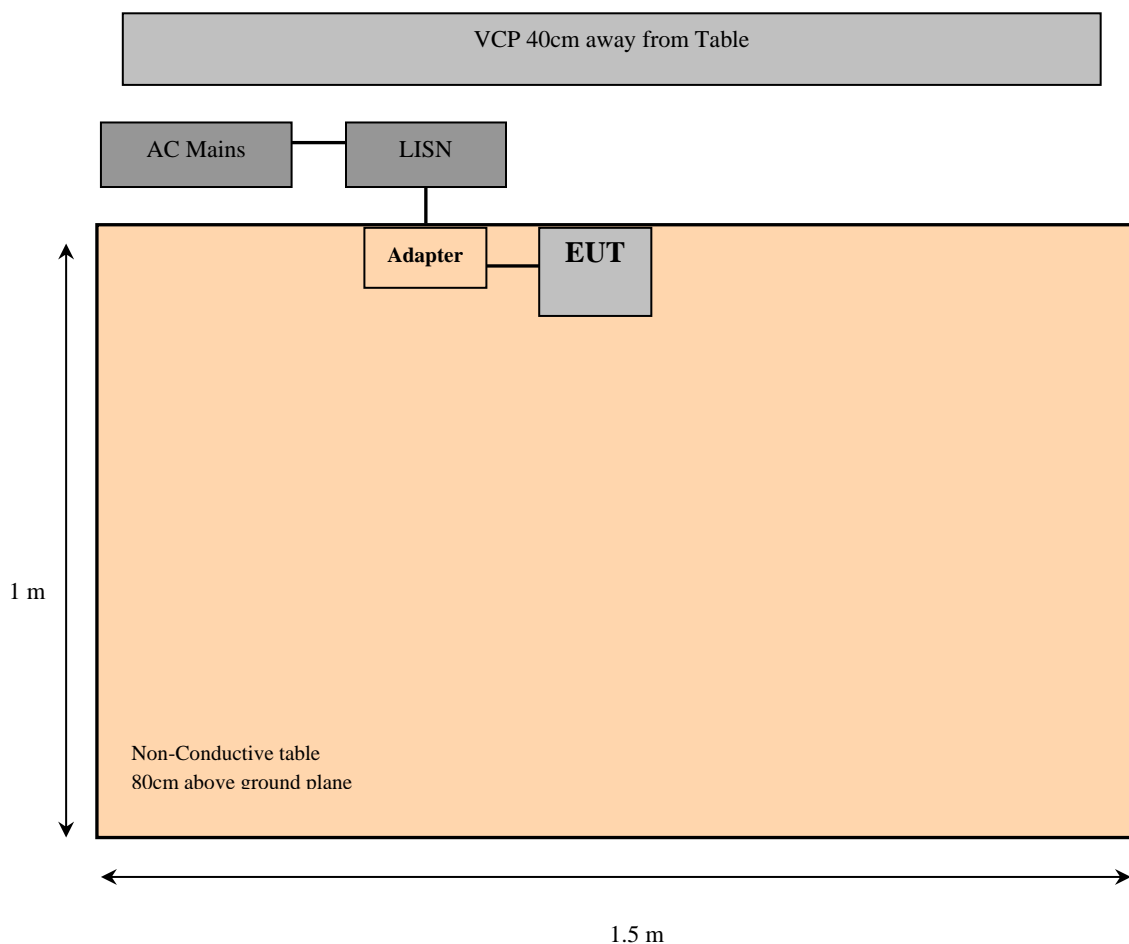 VCP 40cm away from Table
AC Mains
LISN
Adapter
EUT
1 m
Non-Conductive table
80cm above ground plane
1.5 m